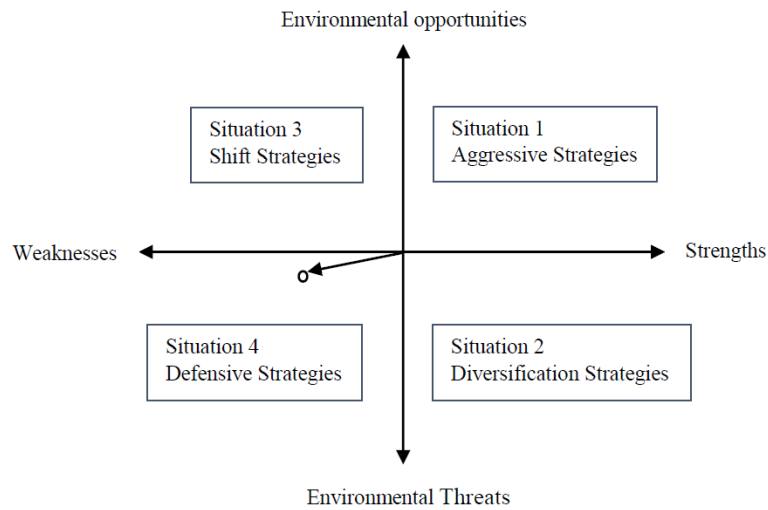 Environmental opportunities
Situation 3
Shift Strategies
Situation 1
Aggressive Strategies
Weaknesses
Strengths
Situation 4
Defensive Strategies
Situation 2
Diversification Strategies
Environmental Threats